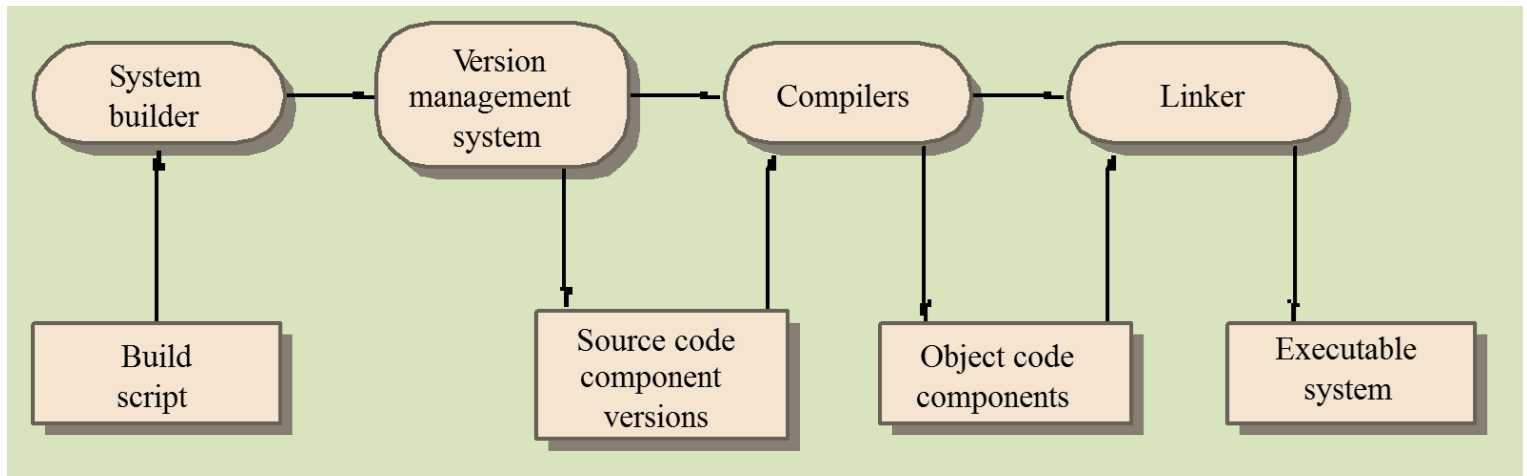 System
builder
Version
management
system
Compilers
Linker
Build
script
Source code
component
versions
Object code
components
Executable
system